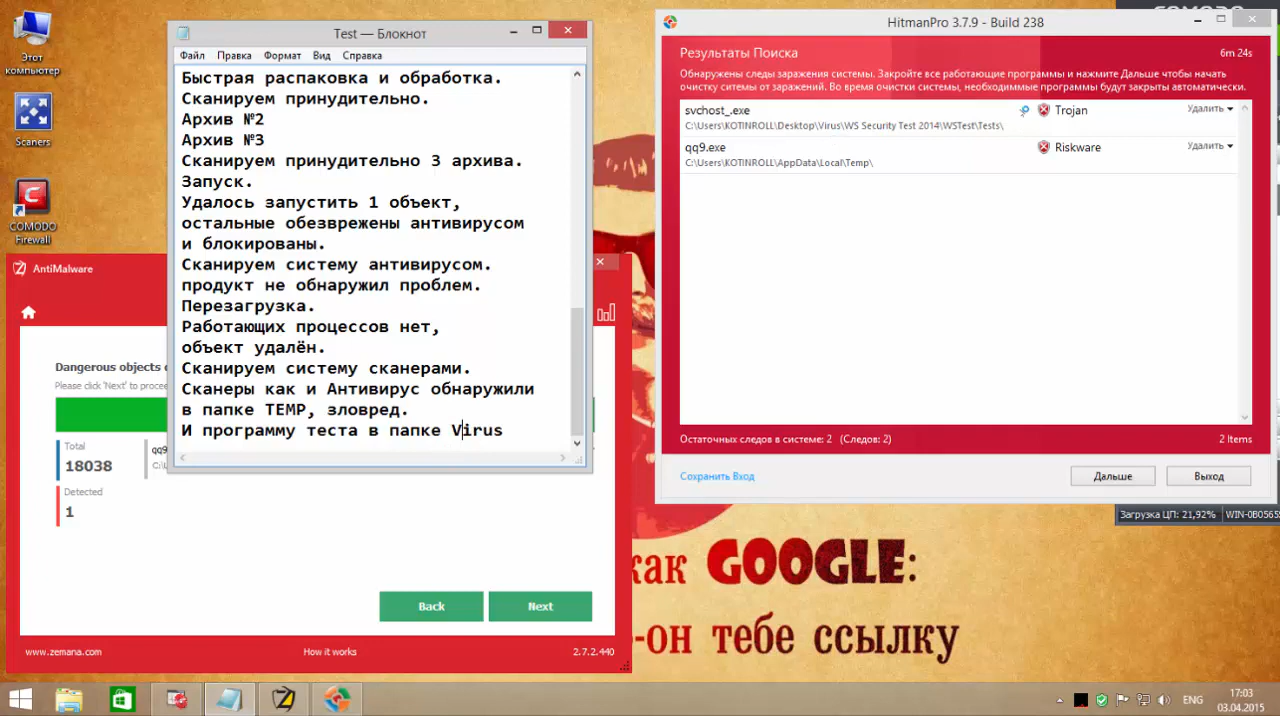 Этот
компьютер
Scaners
COMODO
Firewall
Test — Блокнот
Файл Правка Формат Вид Справка
Быстрая распаковка и обработка.
Сканируем принудительно.
Архив №2
Архив №3
Сканируем принудительно 3 архива.
Запуск.
Удалось запустить 1 объект,
остальные обезврежены антивирусом
и блокированы.
Сканируем систему антивирусом.
продукт не обнаружил проблем.
Перезагрузка.
Работающих процессов нет,
объект удалён.
Сканируем систему сканерами.
Сканеры как и Антивирус обнаружили
в папке TEMP, зловред.
И программу теста в папке Virus
AntiMalware
Dangerous objects
Please click 'Next' to
Total
18038
Detected
1
qq9
Back
Next
www.zemana.com
How it works
2.7.2.440
HitmanPro 3.7.9 - Build 238
Результаты Поиска
6m 24s
Обнаружены следы заражения системы. Закройте все работающие программы и нажмите Дальше чтобы начать
очистку ситемы от заражений. Во время очистки системы, необходимые программы будут закрыты автоматически.
svchost_.exe
Trojan
Удалить
C:\Users\KOTINROLL\Desktop\Virus\WS Security Test 2014\WSTest\Tests\
qq9.exe
Riskware
Удалить
C:\Users\KOTINROLL\AppData\Local\Temp\
Остаточных следов в системе: 2 (Следов: 2)
2 Items
Сохранить Вход
Дальше
Выход
Загрузка ЦП: 21,92%
WIN-0B0565
как GOOGLE:
-он тебе ссылку
ENG
17:03
03.04.2015